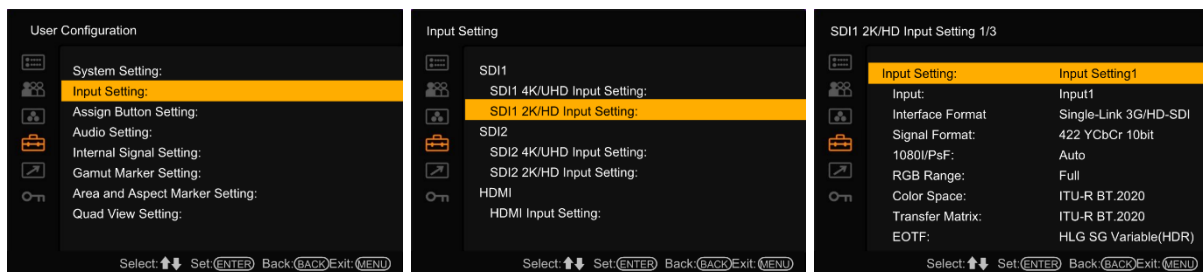 User Configuration
System Setting:
Input Setting:
Assign Button Setting:
Audio Setting:
Internal Signal Setting:
Gamut Marker Setting:
Area and Aspect Marker Setting:
Quad View Setting:
Select: Set:ENTER Back:BACK Exit:MENU
Input Setting
SDI1
SDI1 4K/UHD Input Setting:
SDI1 2K/HD Input Setting:
SDI2
SDI2 4K/UHD Input Setting:
SDI2 2K/HD Input Setting:
HDMI
HDMI Input Setting:
Select: Set:ENTER Back:BACK Exit:MENU
SDI1 2K/HD Input Setting 1/3
Input Setting: Input Setting1
Input: Input1
Interface Format Single-Link 3G/HD-SDI
Signal Format: 422 YCbCr 10bit
1080I/PsF: Auto
RGB Range: Full
Color Space: ITU-R BT.2020
Transfer Matrix: ITU-R BT.2020
EOTF: HLG SG Variable(HDR)
Select: Set:ENTER Back:BACK Exit:MENU